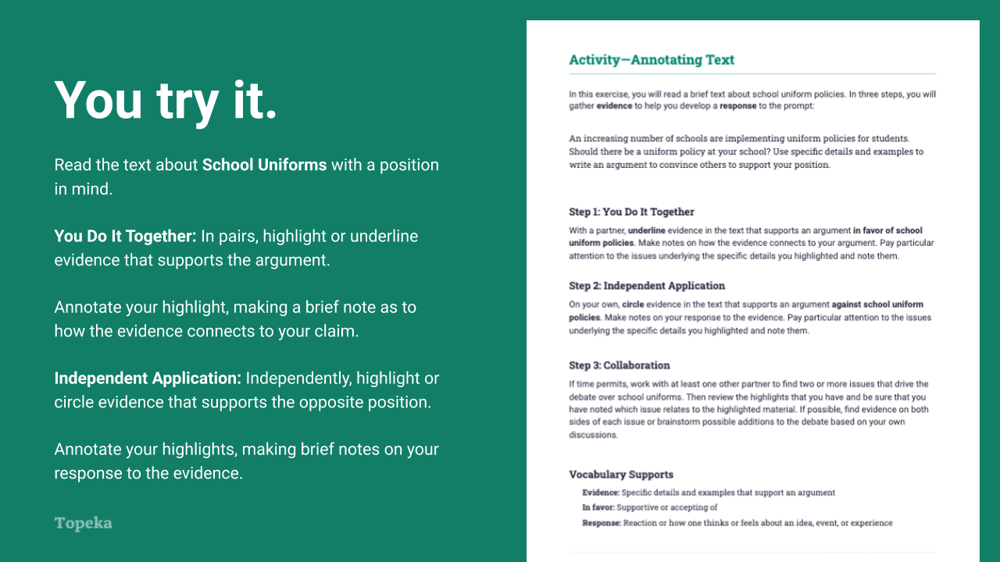 You try it.
Read the text about School Uniforms with a position
in mind.
You Do It Together: In pairs, highlight or underline
evidence that supports the argument.
Annotate your highlight, making a brief note as to
how the evidence connects to your claim.
Independent Application: Independently, highlight or
circle evidence that supports the opposite position.
Annotate your highlights, making brief notes on your
response to the evidence.
Topeka
Activity—Annotating Text
In this exercise, you will read a brief text about school uniform policies. In three steps, you will
gather evidence to help you develop a response to the prompt:
An increasing number of schools are implementing uniform policies for students.
Should there be a uniform policy at your school? Use specific details and examples to
write an argument to convince others to support your position.
Step 1: You Do It Together
With a partner, underline evidence in the text that supports an argument in favor of school
uniform policies. Make notes on how the evidence connects to your argument. Pay particular
attention to the issues underlying the specific details you highlighted and note them.
Step 2: Independent Application
On your own, circle evidence in the text that supports an argument against school uniform
policies. Make notes on your response to the evidence. Pay particular attention to the issues
underlying the specific details you highlighted and note them.
Step 3: Collaboration
If time permits, work with at least one other partner to find two or more issues that drive the
debate over school uniforms. Then review the highlights that you have and be sure that you
have noted which issue relates to the highlighted material. If possible, find evidence on both
sides of each issue or brainstorm possible additions to the debate based on your own
discussions.
Vocabulary Supports
Evidence: Specific details and examples that support an argument
In favor: Supportive or accepting of
Response: Reaction or how one thinks or feels about an idea, event, or experience